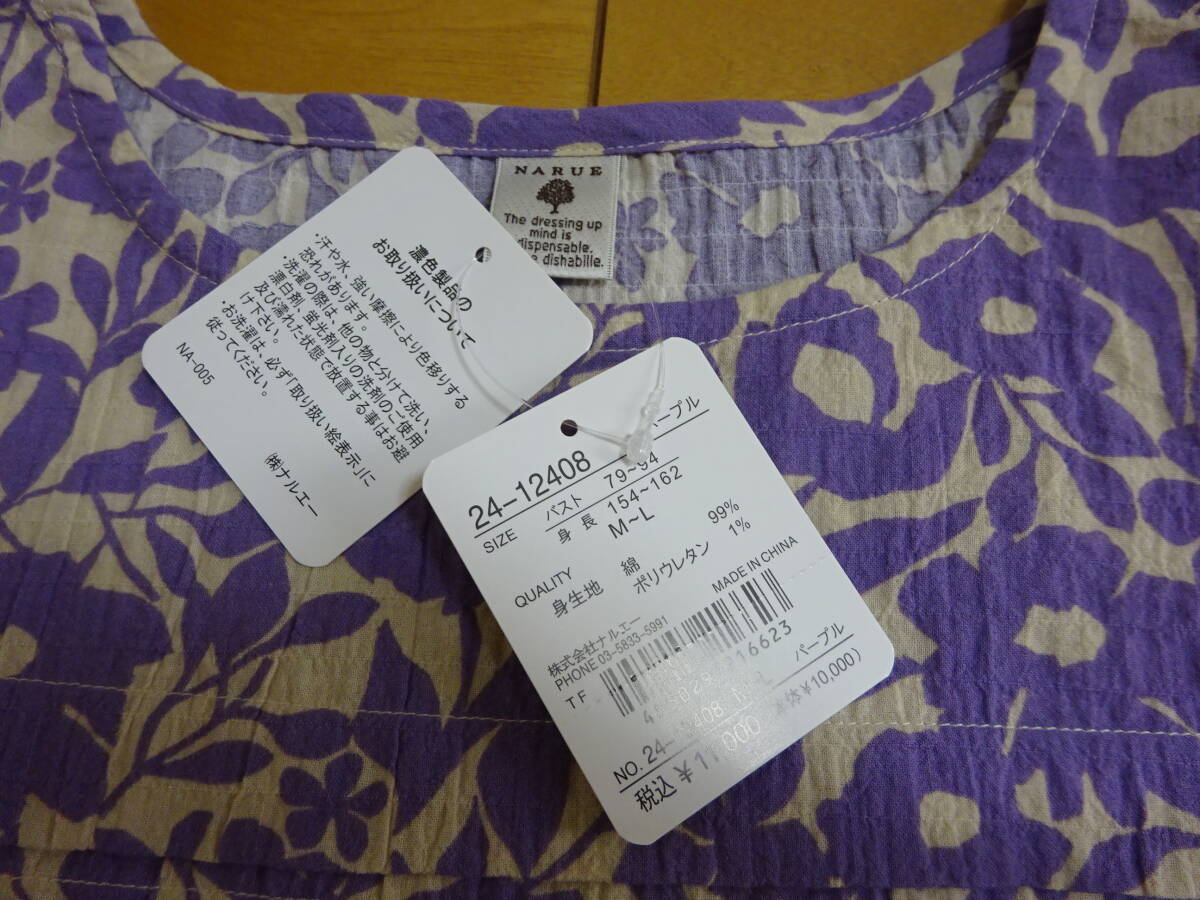 NARUE
The dressing up
mind is
dispensable.
dishabille.
濃色製品の
お取り扱いについて
・汗や水、強い摩擦により色移りする
恐れがあります。
・洗濯の際は、他の物と分けて洗い、
及び濡れた状態で放置する事はお避
漂白剤、蛍光剤入りの洗剤のご使用
け下さい。
・お洗濯は、必ず「取り扱い絵表示」に
従ってください。
NA-005
㈱ナルエー
24-12408 パープル
SIZE バスト 79~94
身長 154~162
M~L
QUALITY 綿 99%
身生地 ポリウレタン 1%
MADE IN CHINA
株式会社ナルエー
PHONE 03-5833-5991
TF
16623
パープル
NO. 24-
税込 ¥11,000
¥10,000)